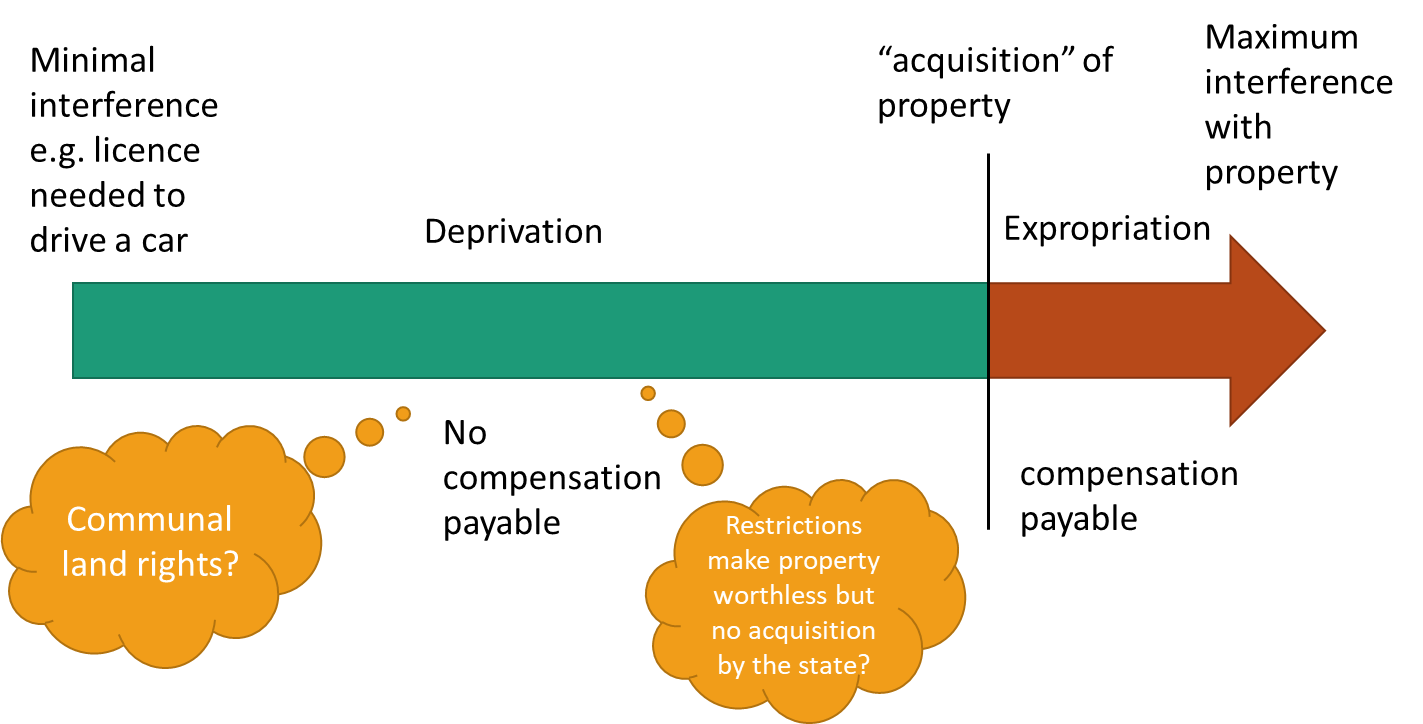 Minimal
interference
e.g. licence
needed to
drive a car
Deprivation
“acquisition” of
property
Maximum
interference
with
property
Expropriation
Communal
land rights?
No
compensation
payable
Restrictions
make property
worthless but
no acquisition
by the state?
compensation
payable